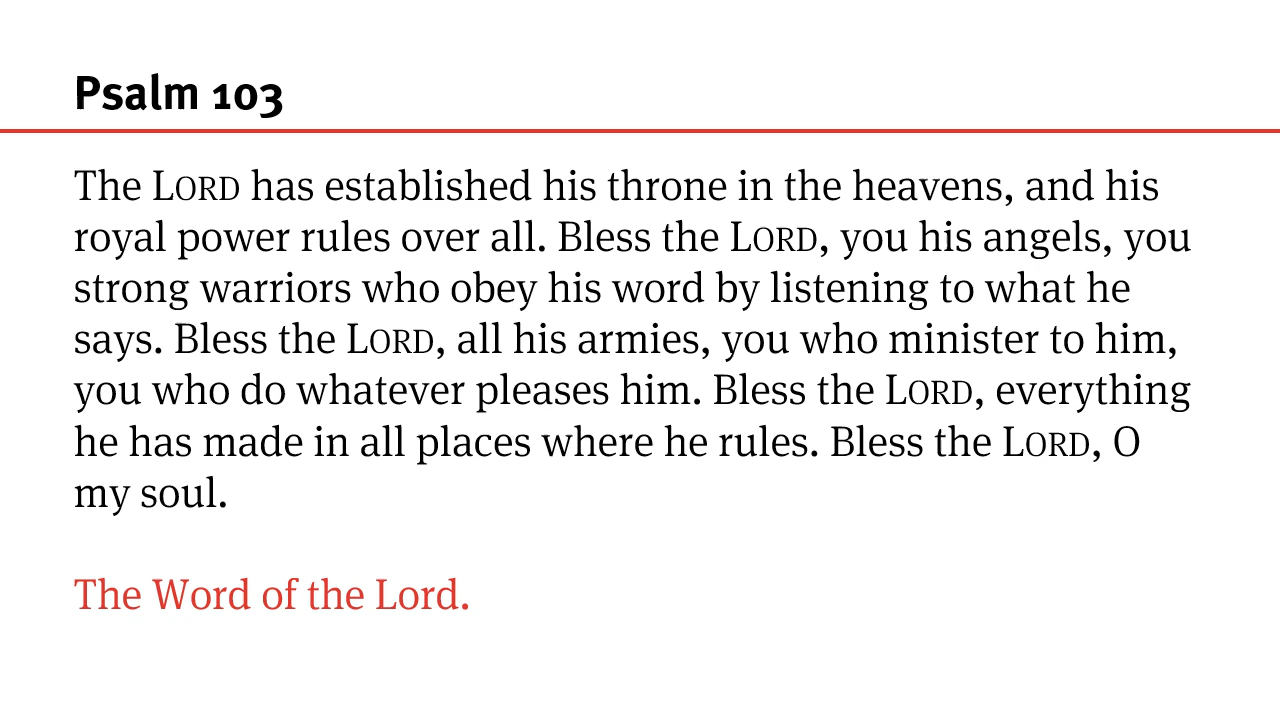 Psalm 103
The LORD has established his throne in the heavens, and his
royal power rules over all. Bless the LORD, you his angels, you
strong warriors who obey his word by listening to what he
says. Bless the LORD, all his armies, you who minister to him,
you who do whatever pleases him. Bless the LORD, everything
he has made in all places where he rules. Bless the LORD, O
my soul.
The Word of the Lord.